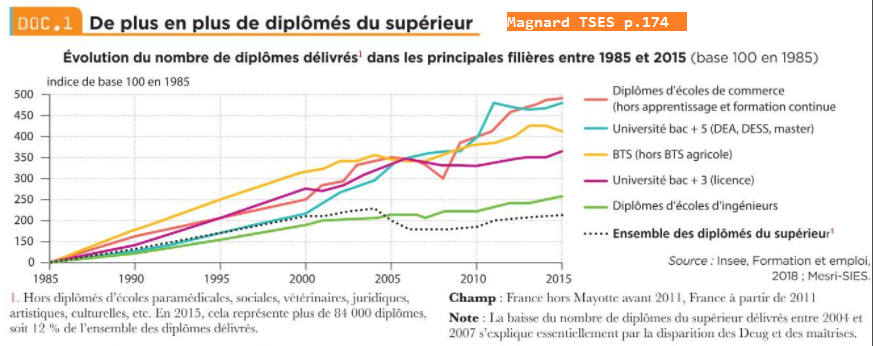 DOC.1 De plus en plus de diplômés du supérieur
Magnard TSES p.174
Évolution du nombre de diplômes délivrés¹ dans les principales filières entre 1985 et 2015 (base 100 en 1985)
indice de base 100 en 1985
500
450
400
350
300
250
200
150
0
1985
1990
1995
2000
2005
2010
2015
Diplômes d'écoles de commerce
(hors apprentissage et formation continue
Université bac + 5 (DEA, DESS, master)
BTS (hors BTS agricole)
Université bac + 3 (licence)
Diplômes d'écoles d'ingénieurs
Ensemble des diplômés du supérieur¹
Source : Insee, Formation et emploi,
2018 ; Mesri-SIES.
1. Hors diplômés d'écoles paramédicales, sociales, vétérinaires, juridiques,
artistiques, culturelles, etc. En 2015, cela représente plus de 84 000 diplômes,
soit 12 % de l'ensemble des diplômes délivrés.
Champ : France hors Mayotte avant 2011, France à partir de 2011
Note : La baisse du nombre de diplômes du supérieur délivrés entre 2004 et
2007 s'explique essentiellement par la disparition des Deug et des maîtrises.